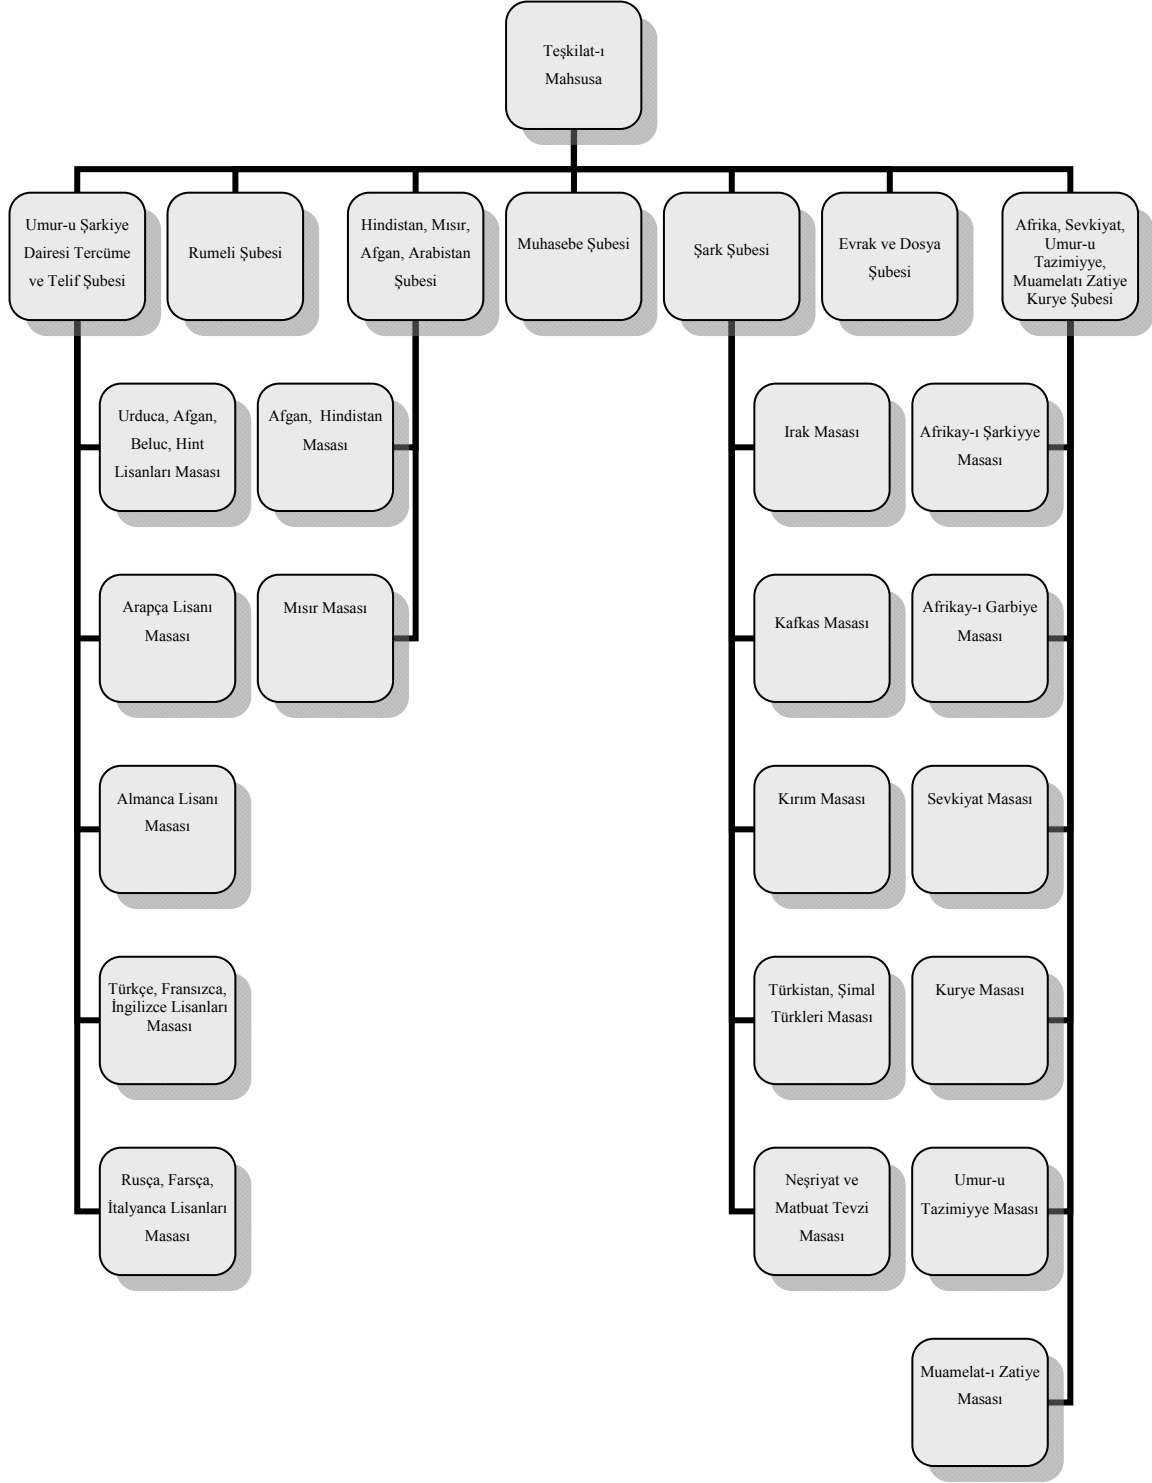 Teşkilat-ı
Mahsusa
Umur-u Şarkiye
Dairesi Tercüme
ve Telif Şubesi
Rumeli Şubesi
Hindistan, Mısır,
Afgan, Arabistan
Şubesi
Muhasebe Şubesi
Şark Şubesi
Evrak ve Dosya
Şubesi
Afrika, Sevkiyat,
Umur-u
Tazimiyye,
Muamelatı Zatiye
Kurye Şubesi
Urduca, Afgan,
Beluc, Hint
Lisanları Masası
Arapça Lisanı
Masası
Almanca Lisanı
Masası
Türkçe, Fransızca,
İngilizce Lisanları
Masası
Rusça, Farsça,
İtalyanca Lisanları
Masası
Afgan, Hindistan
Masası
Mısır Masası
Irak Masası
Kafkas Masası
Kırım Masası
Türkistan, Şimal
Türkleri Masası
Neşriyat ve
Matbuat Tevzi
Masası
Afrikay-ı Şarkiyye
Masası
Afrikay-ı Garbiye
Masası
Sevkiyat Masası
Kurye Masası
Umur-u
Tazimiyye Masası
Muamelat-ı Zatiye
Masası